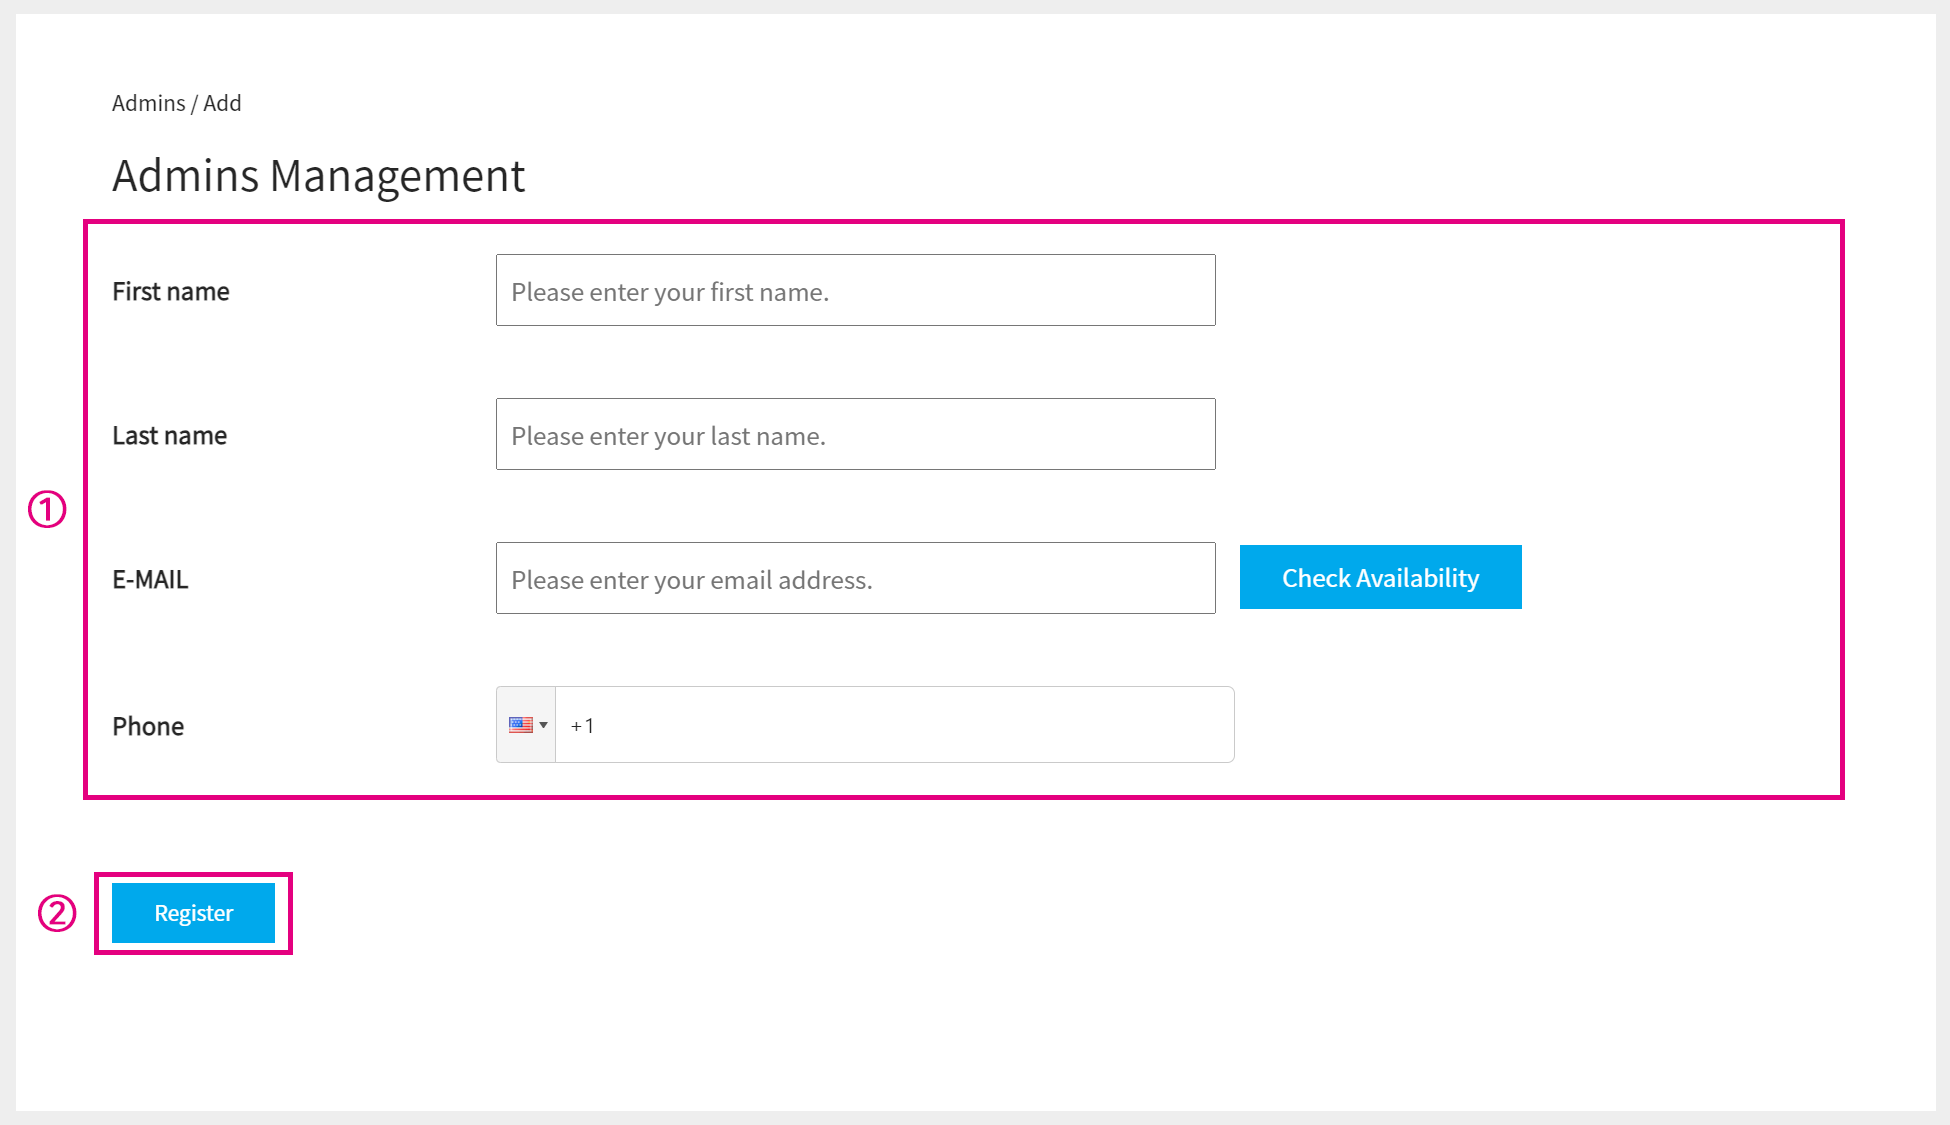 Admins / Add
Admins Management
First name
Please enter your first name.
Last name
Please enter your last name.
①
E-MAIL
Please enter your email address.
Check Availability
Phone
+1
②
Register